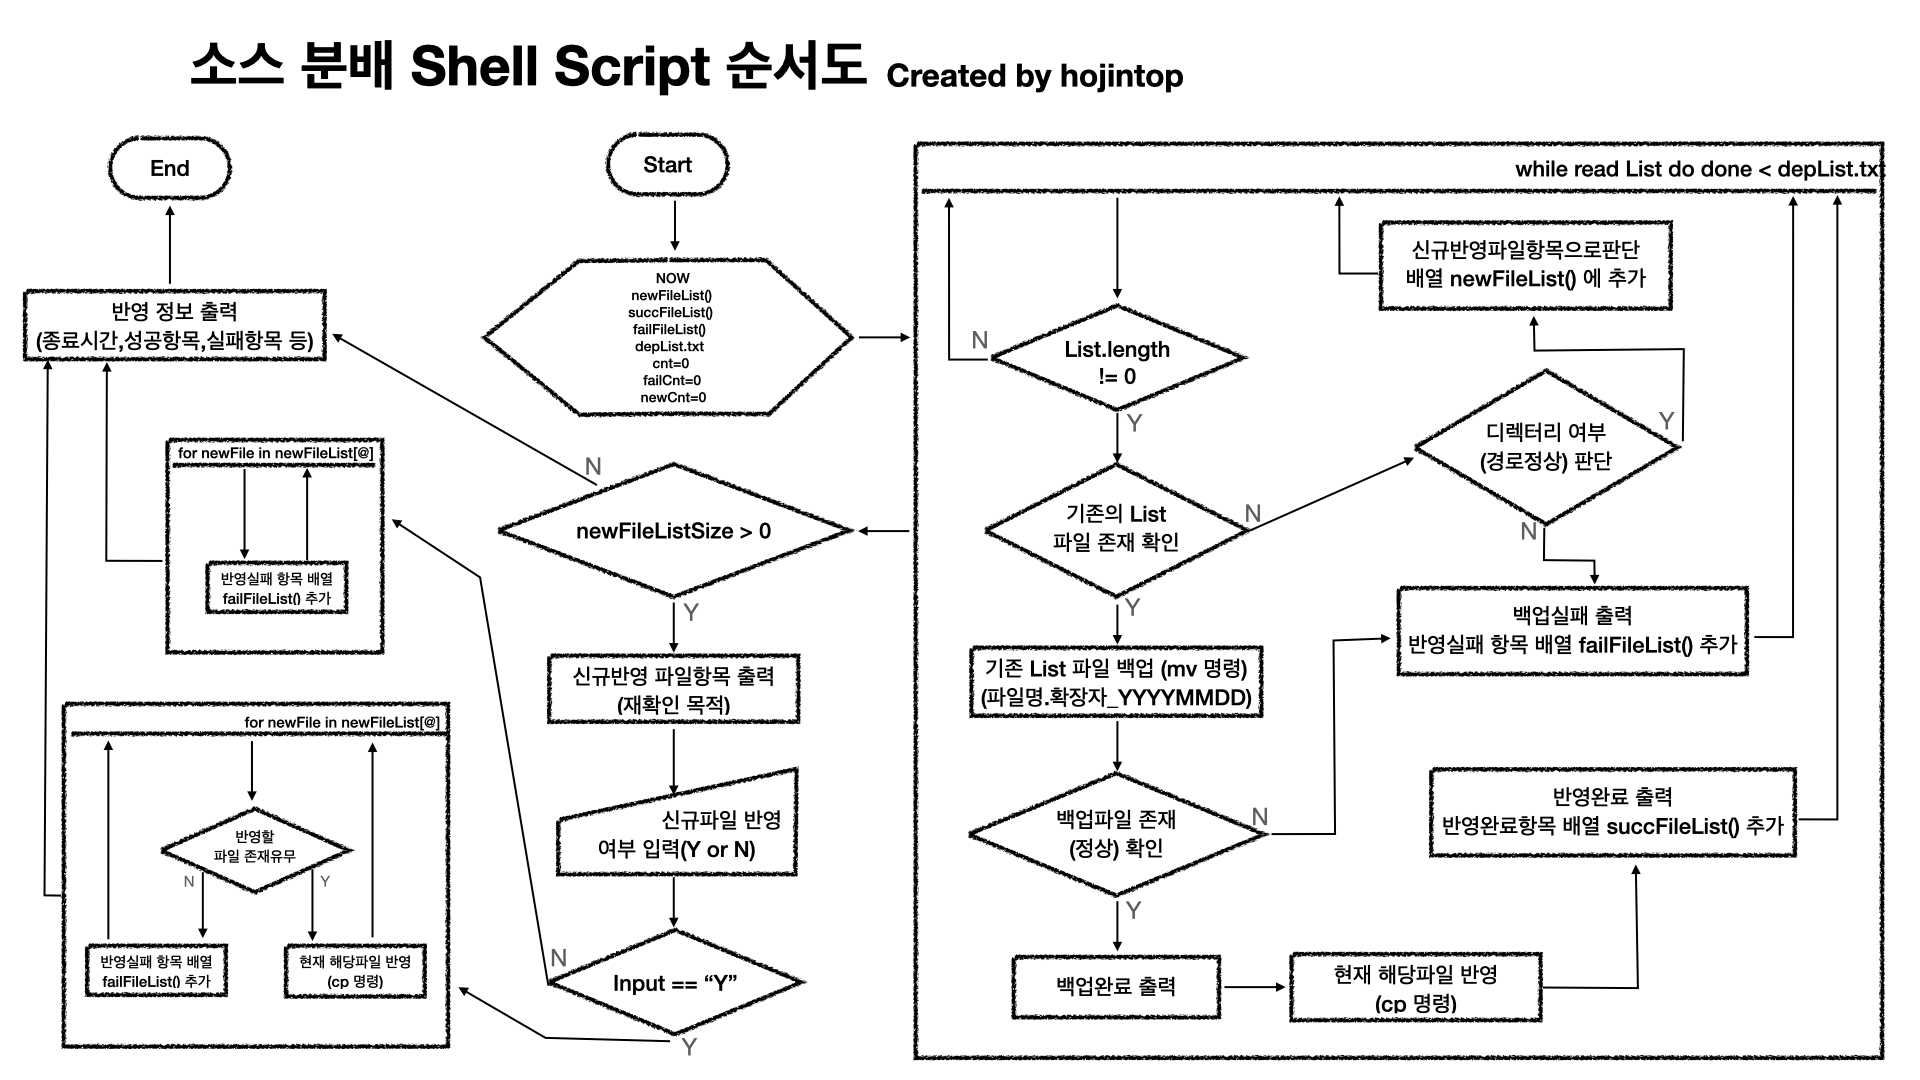 소스 분배 Shell Script 순서도 Created by hojintop
End
반영 정보 출력
(종료시간,성공항목,실패항목 등)
for newFile in newFileList[@]
반영실패 항목 배열
failFileList() 추가
for newFile in newFileList[@]
반영할
파일 존재유무
N
Y
반영실패 항목 배열
failFileList() 추가
현재 해당파일 반영
(cp 명령)
Start
NOW
newFileList()
succFileList()
failFileList()
depList.txt
cnt=0
failCnt=0
newCnt=0
N
newFileListSize > 0
Y
신규반영 파일항목 출력
(재확인 목적)
신규파일 반영
여부 입력(Y or N)
N
Input == “Y”
Y
while read List do done < depList.txt
N
List.length
!= 0
Y
기존의 List
파일 존재 확인
N
Y
기존 List 파일 백업 (mv 명령)
(파일명.확장자_YYYYMMDD)
백업파일 존재
(정상) 확인
N
Y
백업완료 출력
현재 해당파일 반영
(cp 명령)
신규반영파일항목으로판단
배열 newFileList() 에 추가
디렉터리 여부
(경로정상) 판단
Y
N
백업실패 출력
반영실패 항목 배열 failFileList() 추가
반영완료 출력
반영완료항목 배열 succFileList() 추가